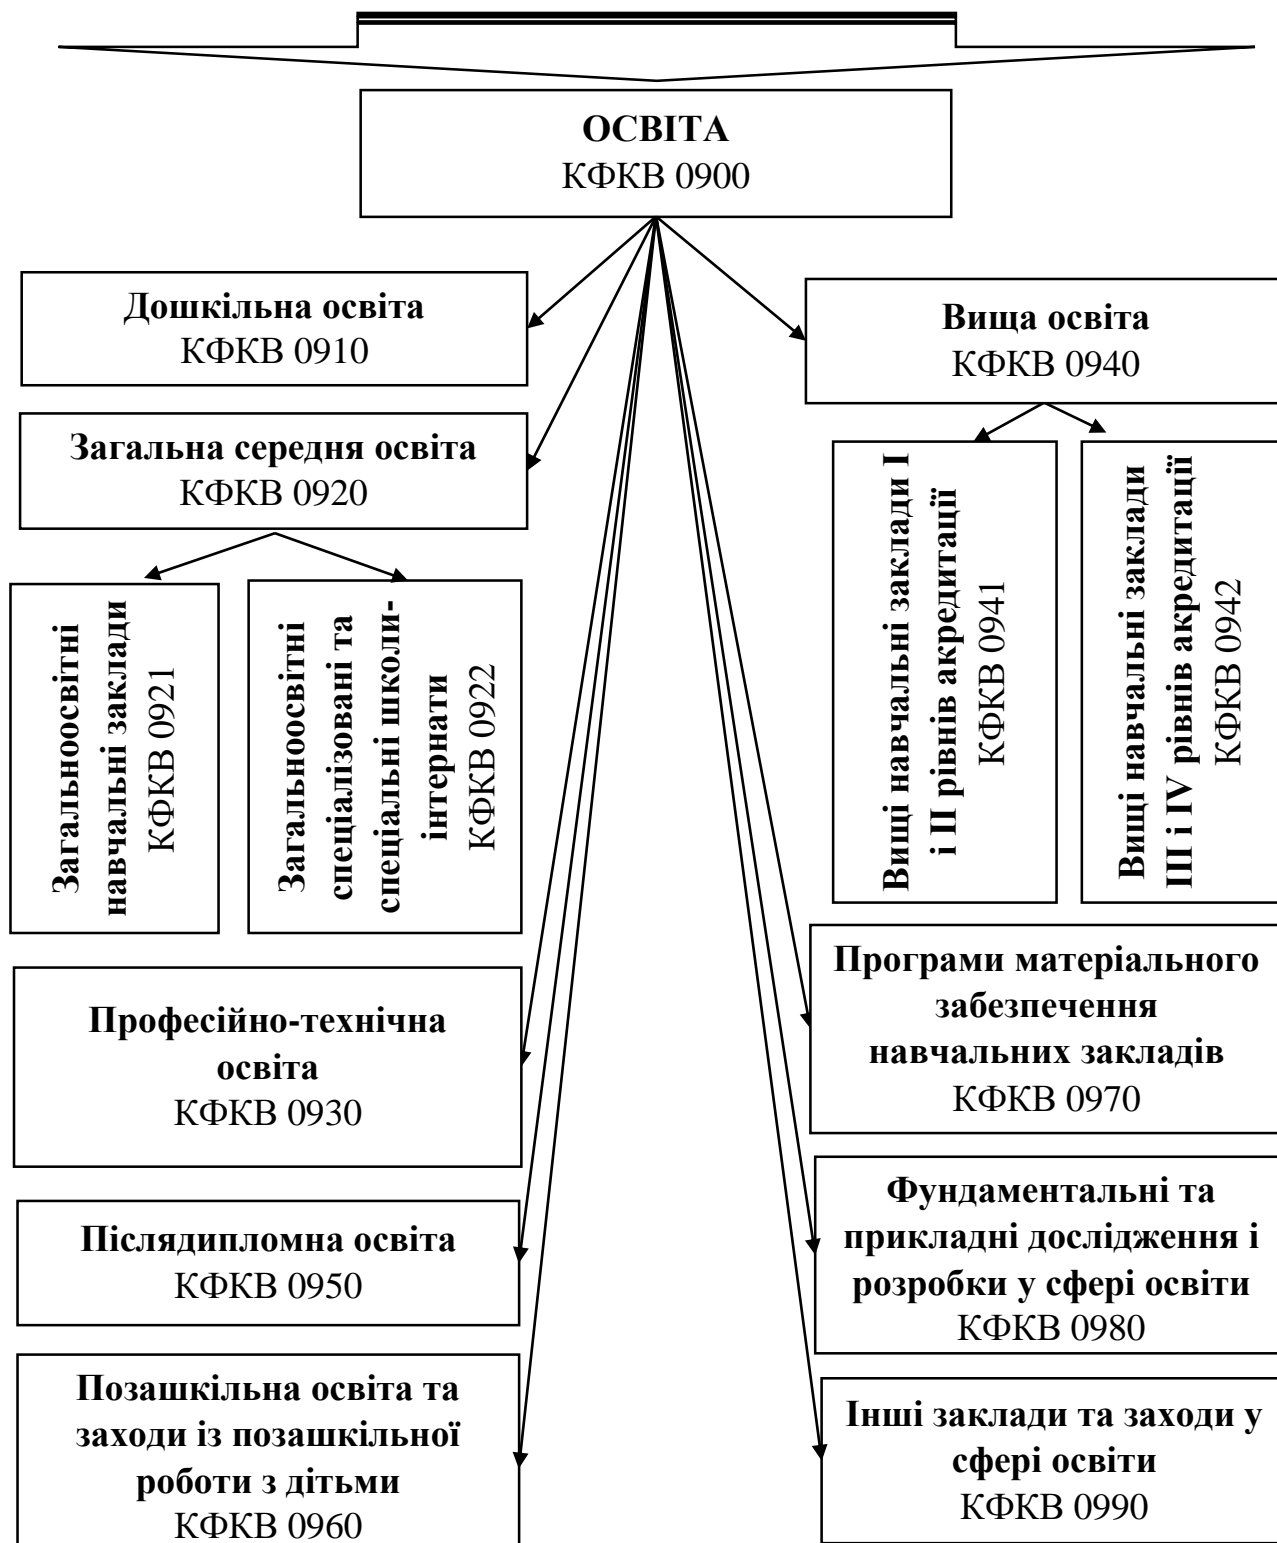 ОСВІТА
КФКВ 0900
Дошкільна освіта
КФКВ 0910
Загальна середня освіта
КФКВ 0920
Загальноосвітні
навчальні заклади
КФКВ 0921
Загальноосвітні
спеціалізовані та
спеціальні школи-
інтернати
КФКВ 0922
Професійно-технічна
освіта
КФКВ 0930
Післядипломна освіта
КФКВ 0950
Позашкільна освіта та
заходи із позашкільної
роботи з дітьми
КФКВ 0960
Вища освіта
КФКВ 0940
Вищі навчальні заклади І
і ІІ рівнів акредитації
КФКВ 0941
Вищі навчальні заклади
ІІІ і IV рівнів акредитації
КФКВ 0942
Програми матеріального
забезпечення
навчальних закладів
КФКВ 0970
Фундаментальні та
прикладні дослідження і
розробки у сфері освіти
КФКВ 0980
Інші заклади та заходи у
сфері освіти
КФКВ 0990